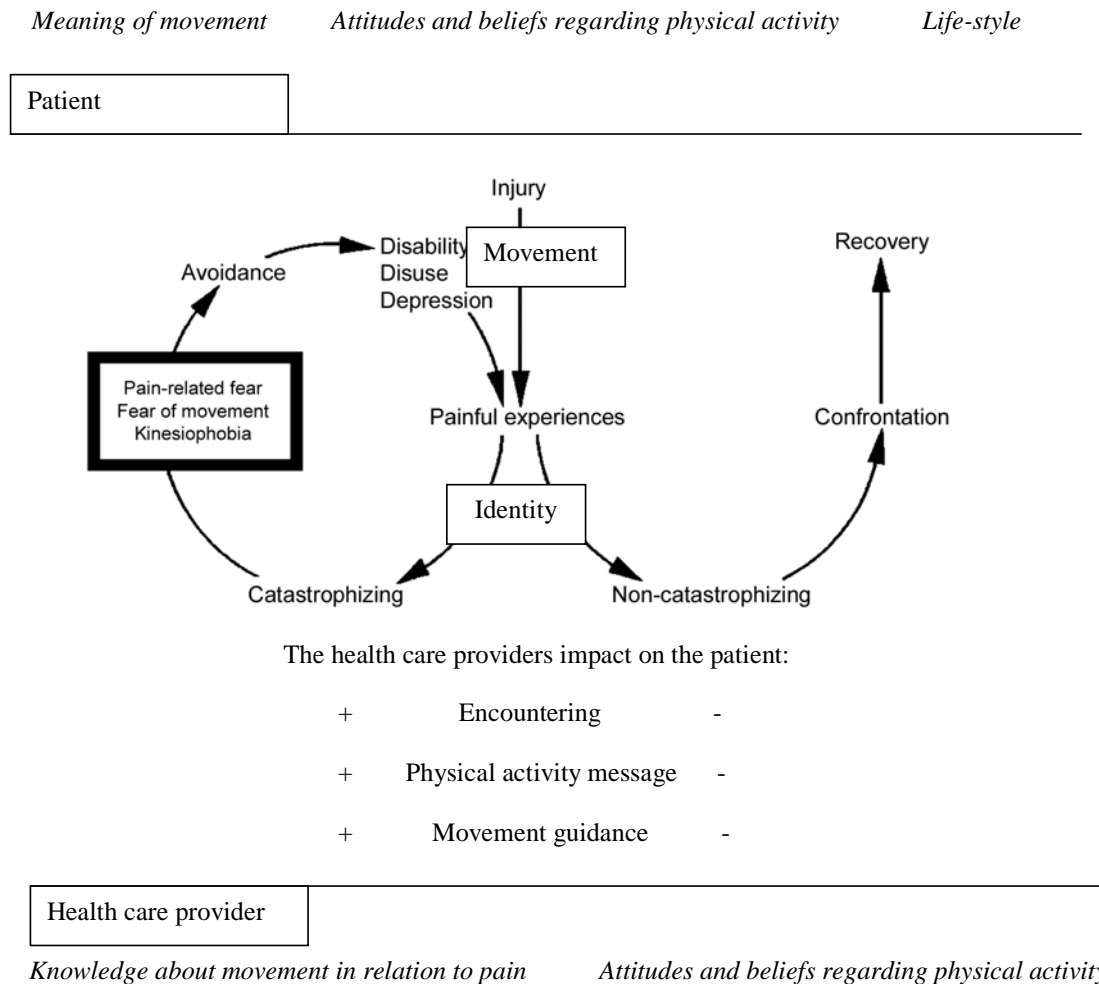 Meaning of movement Attitudes and beliefs regarding physical activity Life-style
Patient
Injury
Movement
Disability
Disuse
Depression
Avoidance
Recovery
Pain-related fear
Fear of movement
Kinesiophobia
Painful experiences
Confrontation
Identity
Catastrophizing
Non-catastrophizing
The health care providers impact on the patient:
+ Encountering -
+ Physical activity message -
+ Movement guidance -
Health care provider
Knowledge about movement in relation to pain Attitudes and beliefs regarding physical activity